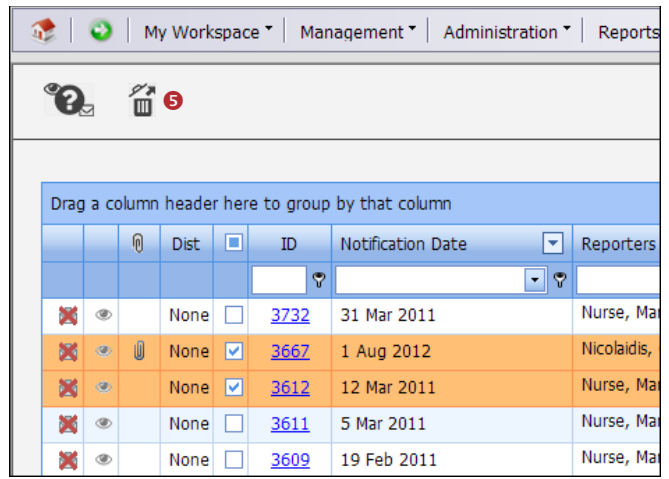 My Workspace Management Administration Reports
5
Drag a column header here to group by that column
Dist ID Notification Date Reporters
None 3732 31 Mar 2011 Nurse, Mar
None 3667 1 Aug 2012 Nicolaidis,
None 3612 12 Mar 2011 Nurse, Mar
None 3611 5 Mar 2011 Nurse, Mar
None 3609 19 Feb 2011 Nurse, Mar